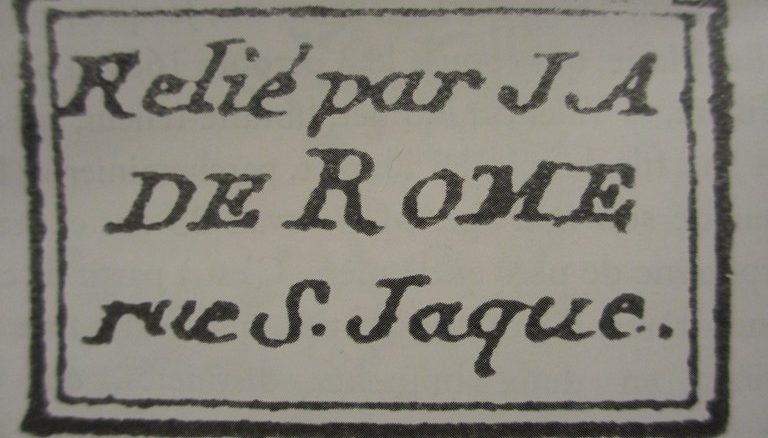 Relié par J. A
DE ROME
rue S. Jaque.